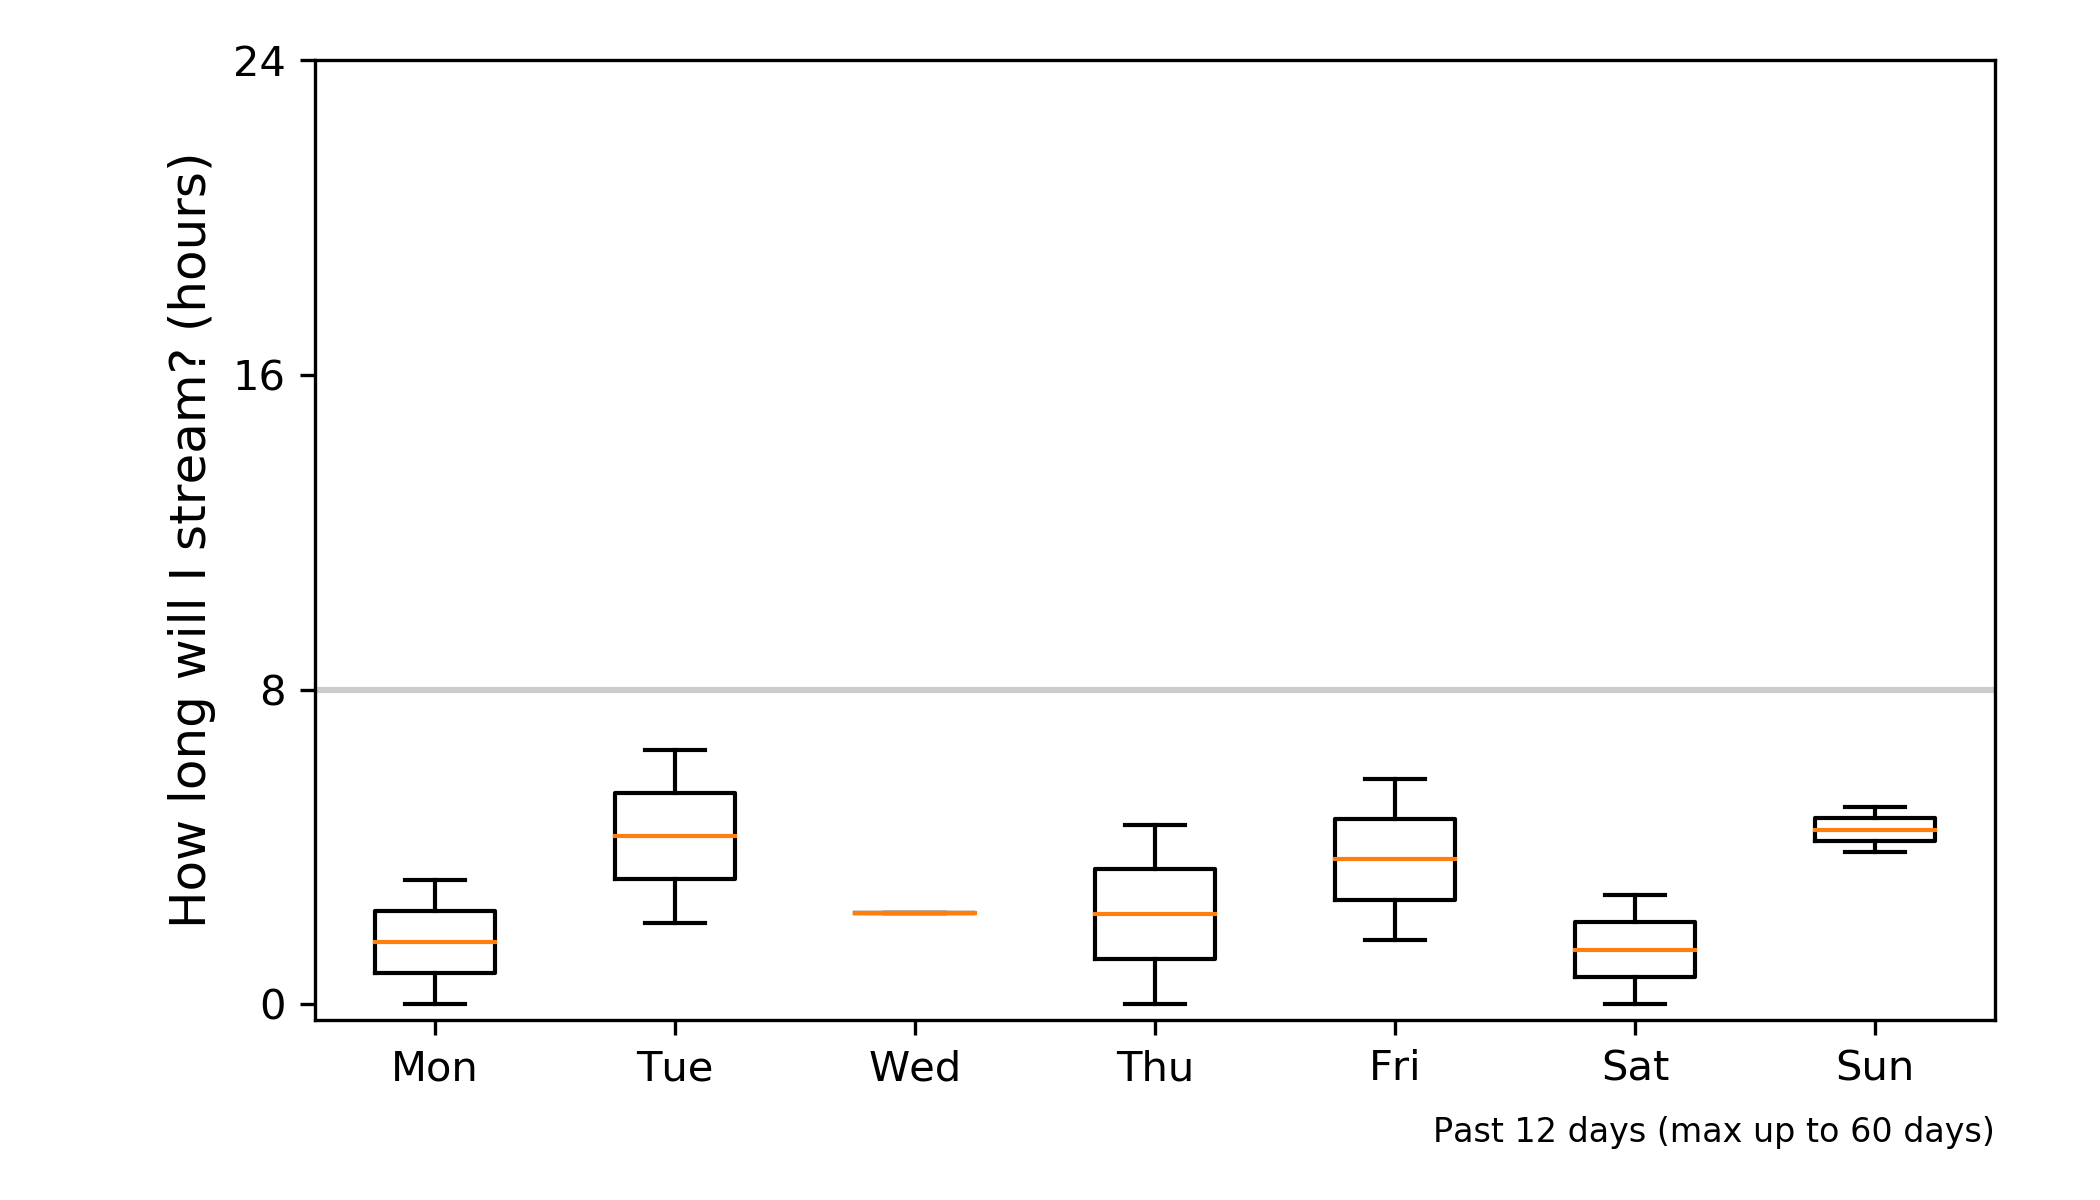 How long will I stream? (hours)
24
16
8
0
Mon Tue Wed Thu Fri Sat Sun
Past 12 days (max up to 60 days)